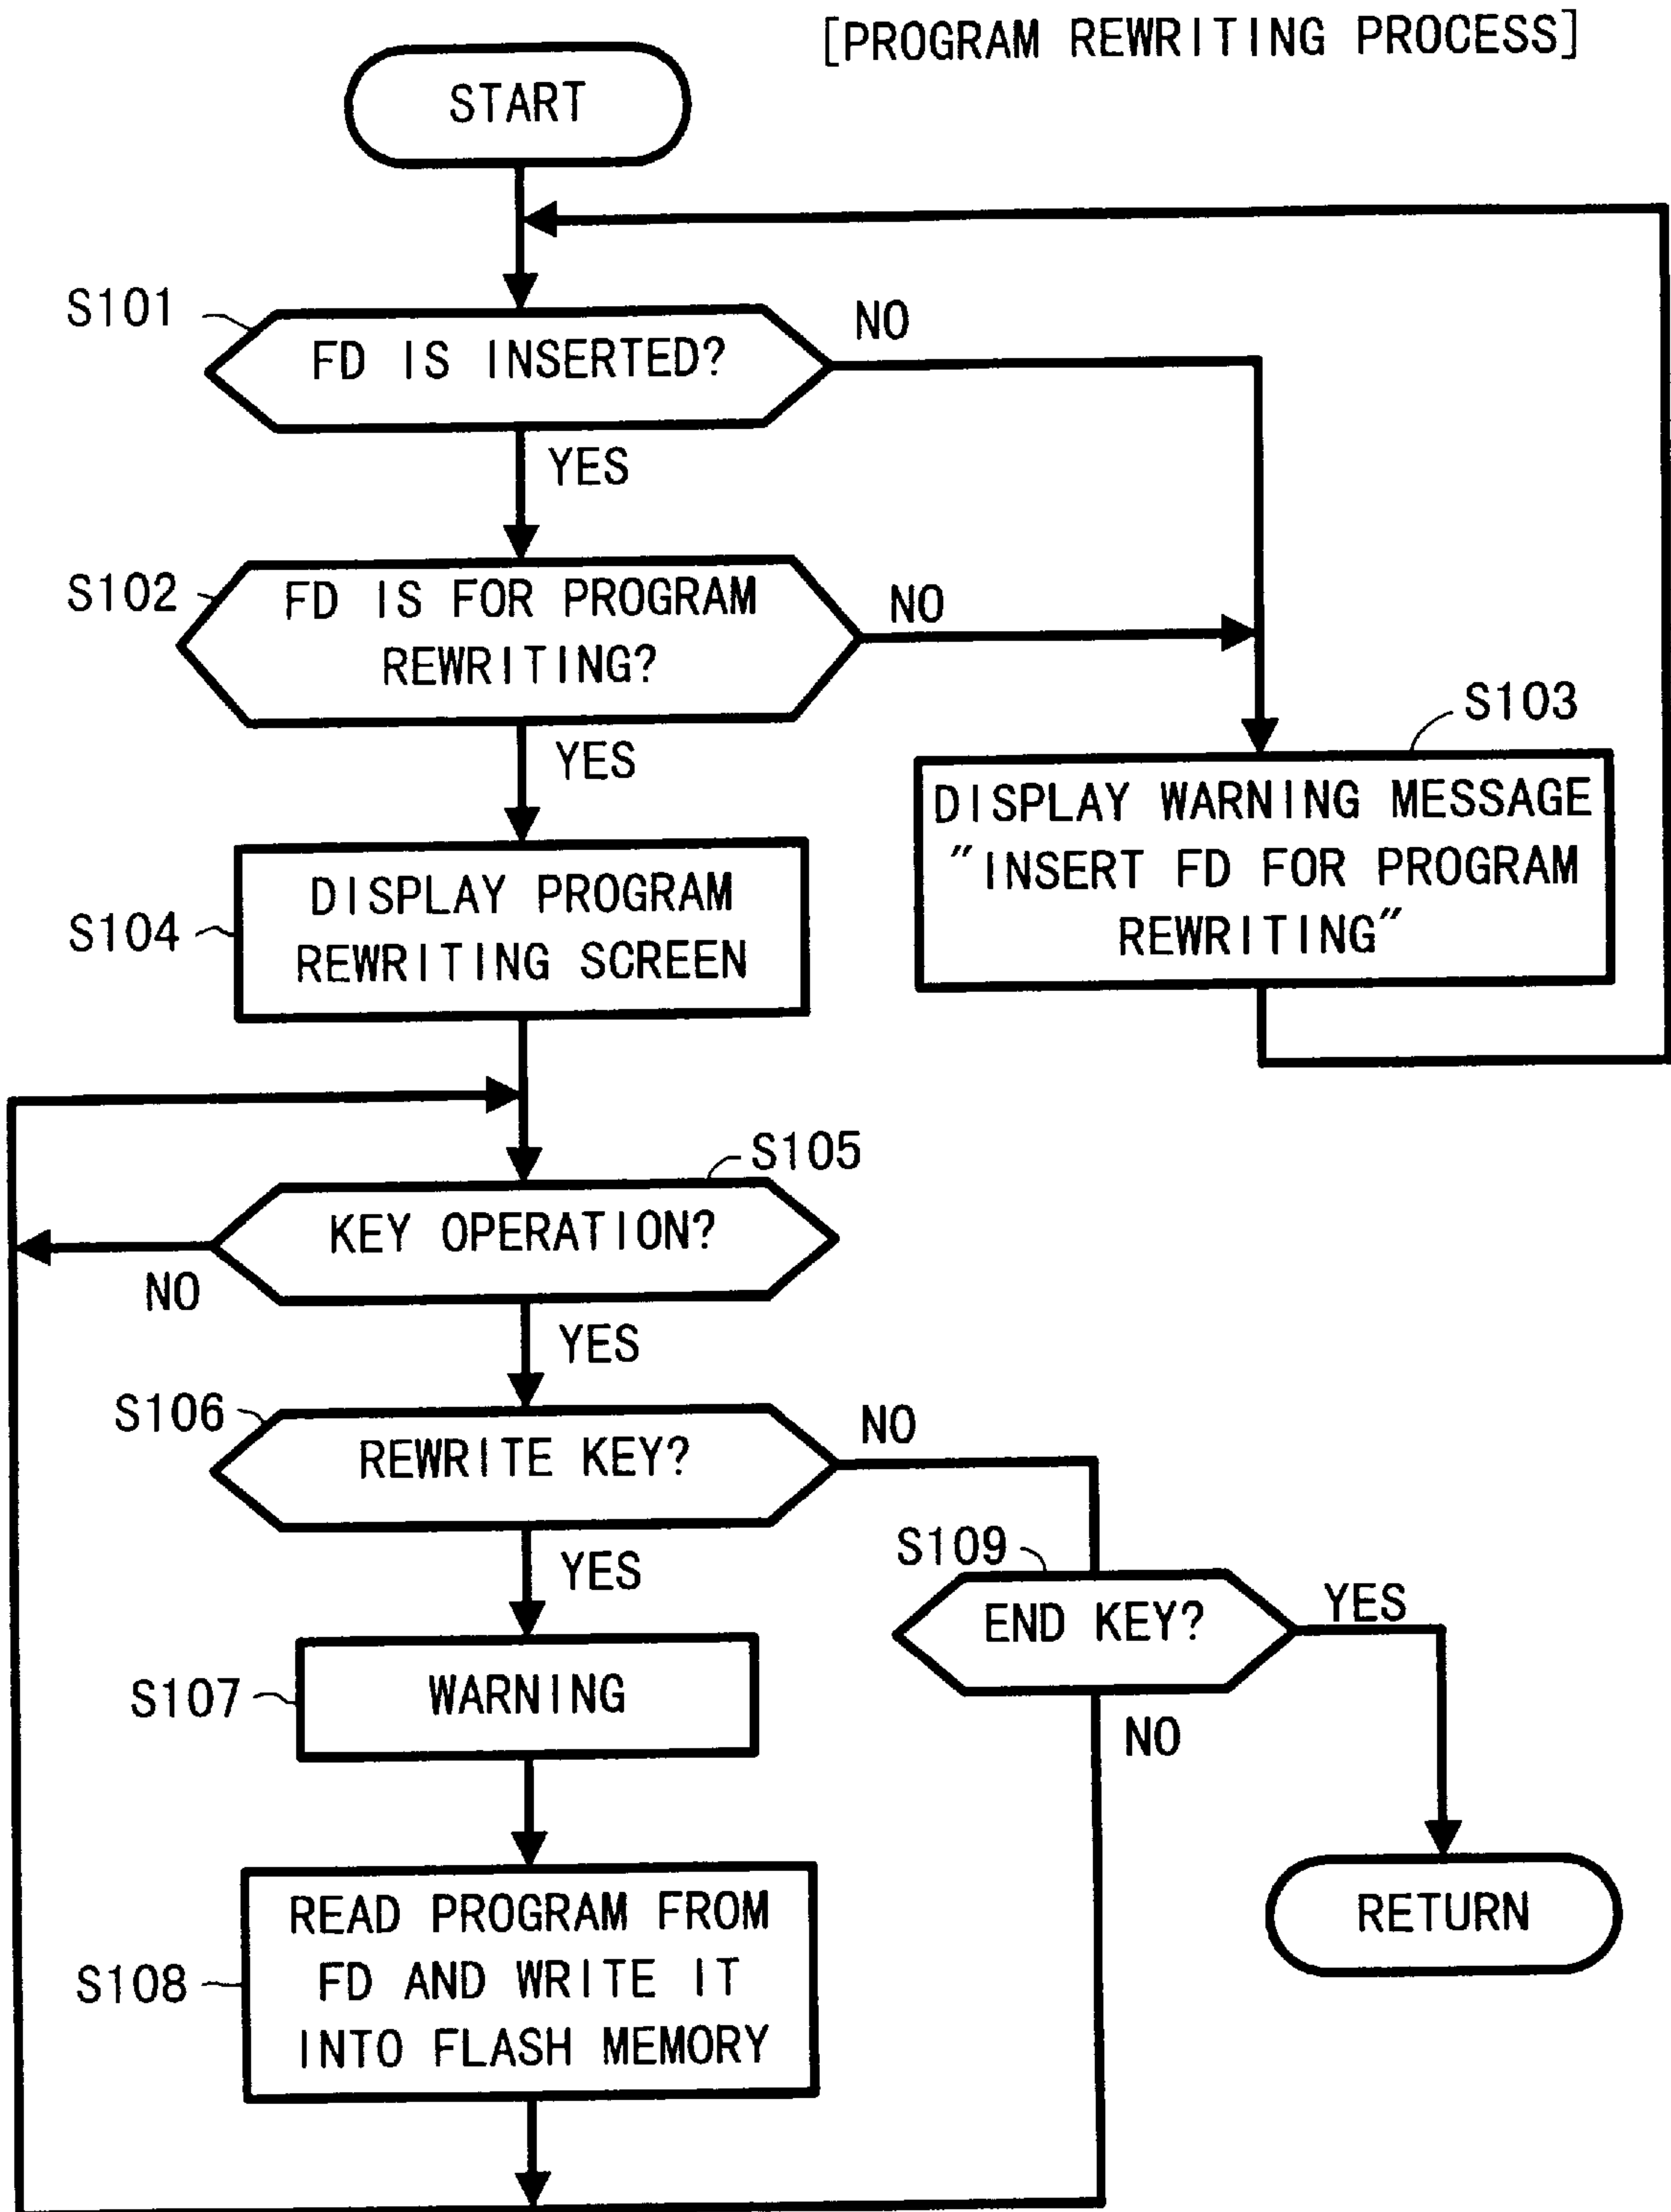 [PROGRAM REWRITING PROCESS]
START
S101
FD IS INSERTED?
NO
YES
S102
FD IS FOR PROGRAM
REWRITING?
NO
YES
S103
DISPLAY WARNING MESSAGE
"INSERT FD FOR PROGRAM
REWRITING"
S104
DISPLAY PROGRAM
REWRITING SCREEN
S105
KEY OPERATION?
NO
YES
S106
REWRITE KEY?
NO
YES
S109
END KEY?
YES
NO
S107
WARNING
S108
READ PROGRAM FROM
FD AND WRITE IT
INTO FLASH MEMORY
RETURN